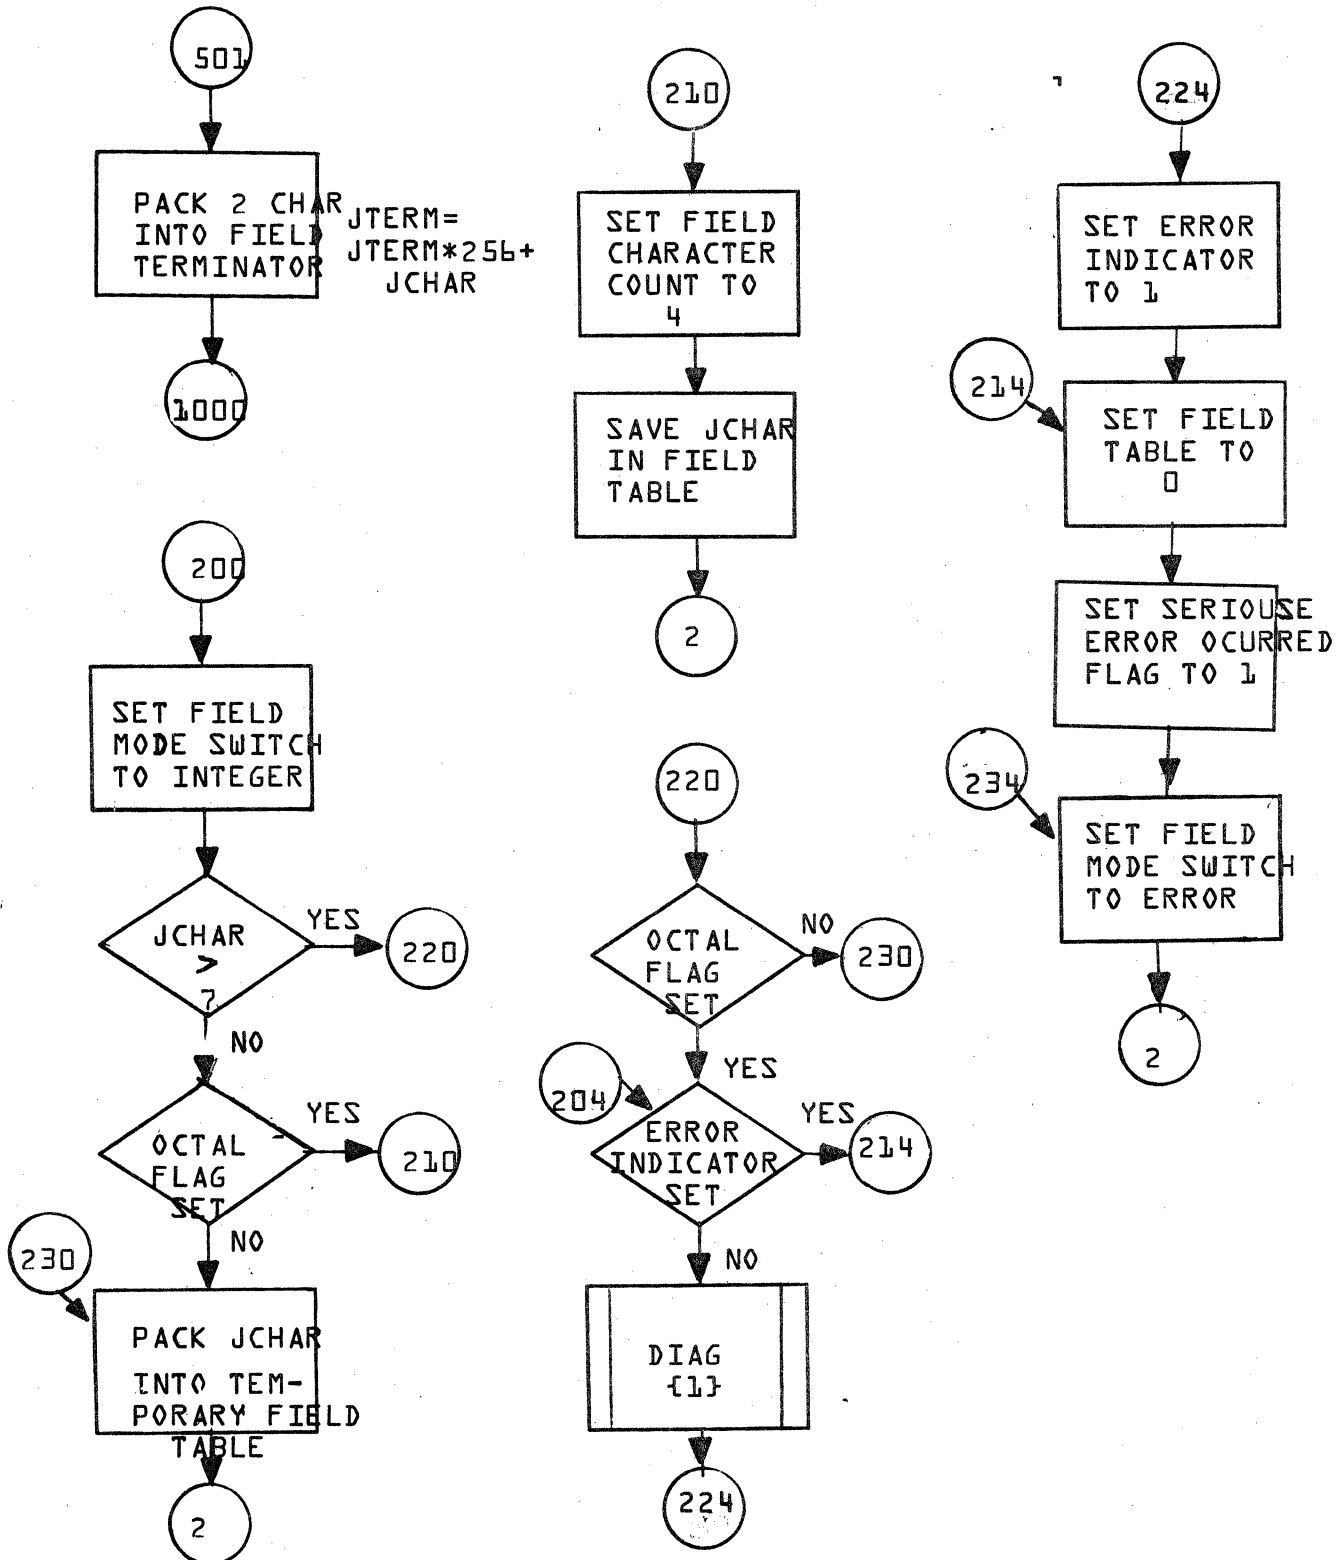 501
PACK 2 CHAR
INTO FIELD
TERMINATOR
JTERM=
JTERM*256+
JCHAR
1000
200
SET FIELD
MODE SWITCH
TO INTEGER
JCHAR
>
7
YES
220
NO
OCTAL
FLAG
SET
YES
210
NO
230
PACK JCHAR
INTO TEM-
PORARY FIELD
TABLE
2
210
SET FIELD
CHARACTER
COUNT TO
4
SAVE JCHAR
IN FIELD
TABLE
2
220
OCTAL
FLAG
SET
NO
230
YES
204
ERROR
INDICATOR
SET
YES
214
NO
DIAG
{1}
224
224
SET ERROR
INDICATOR
TO 1
214
SET FIELD
TABLE TO
0
SET SERIOUSE
ERROR OCURRED
FLAG TO 1
234
SET FIELD
MODE SWITCH
TO ERROR
2